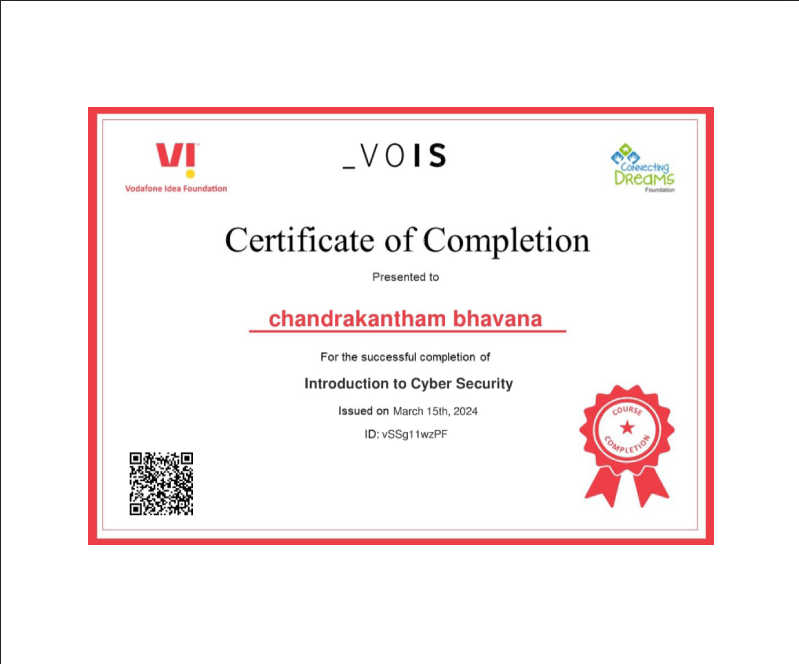 VI
Vodafone Idea Foundation
_VOIS
Connecting
Dreams
Foundation
Certificate of Completion
Presented to
chandrakantham bhavana
For the successful completion of
Introduction to Cyber Security
Issued on March 15th, 2024
ID: vSSg11wzPF
COURSE
COMPLETION